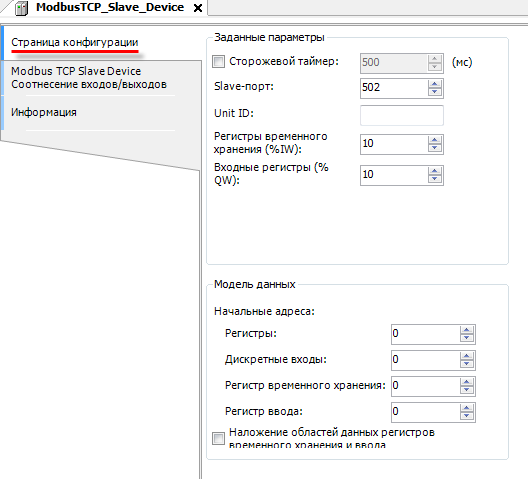 ModbusTCP_Slave_Device
Страница конфигурации
Modbus TCP Slave Device
Соотнесение входов/выходов
Информация
Заданные параметры
Сторожевой таймер: 500 (мс)
Slave-порт: 502
Unit ID:
Регистры временного
хранения (%IW): 10
Входные регистры (%
QW): 10
Модель данных
Начальные адреса:
Регистры: 0
Дискретные входы: 0
Регистр временного хранения: 0
Регистр ввода: 0
Наложение областей данных регистров
временного хранения и ввода